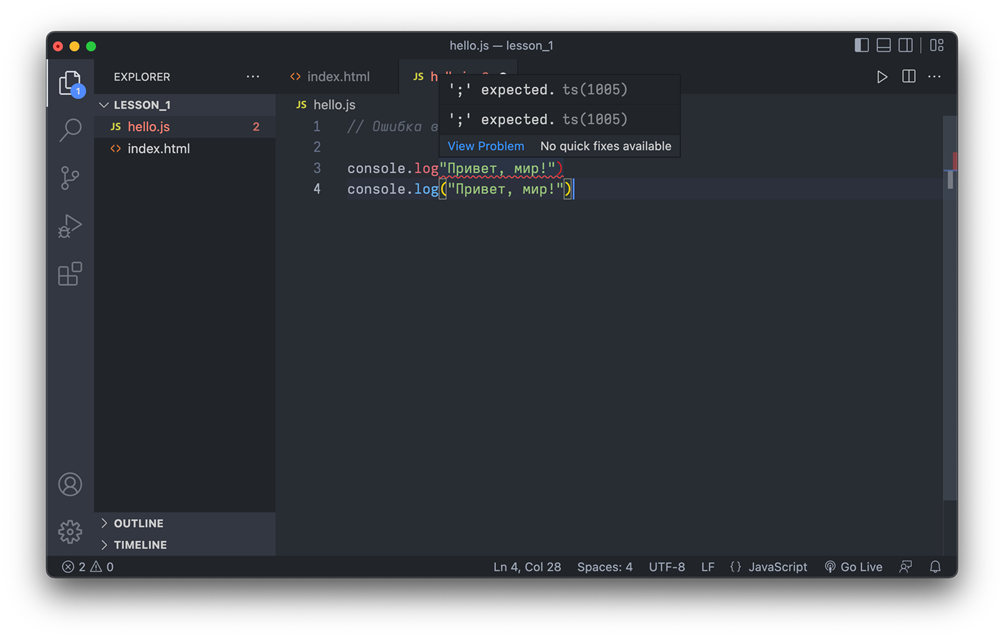 hello.js — lesson_1
1
EXPLORER
LESSON_1
JS hello.js 2
index.html
OUTLINE
TIMELINE
index.html
JS
JS hello.js
';' expected. ts(1005)
';' expected. ts(1005)
View Problem No quick fixes available
1 // Ошибка
2
3 console.log"Привет, мир!")
4 console.log("Привет, мир!")
2 0
Ln 4, Col 28 Spaces: 4 UTF-8 LF {} JavaScript Go Live